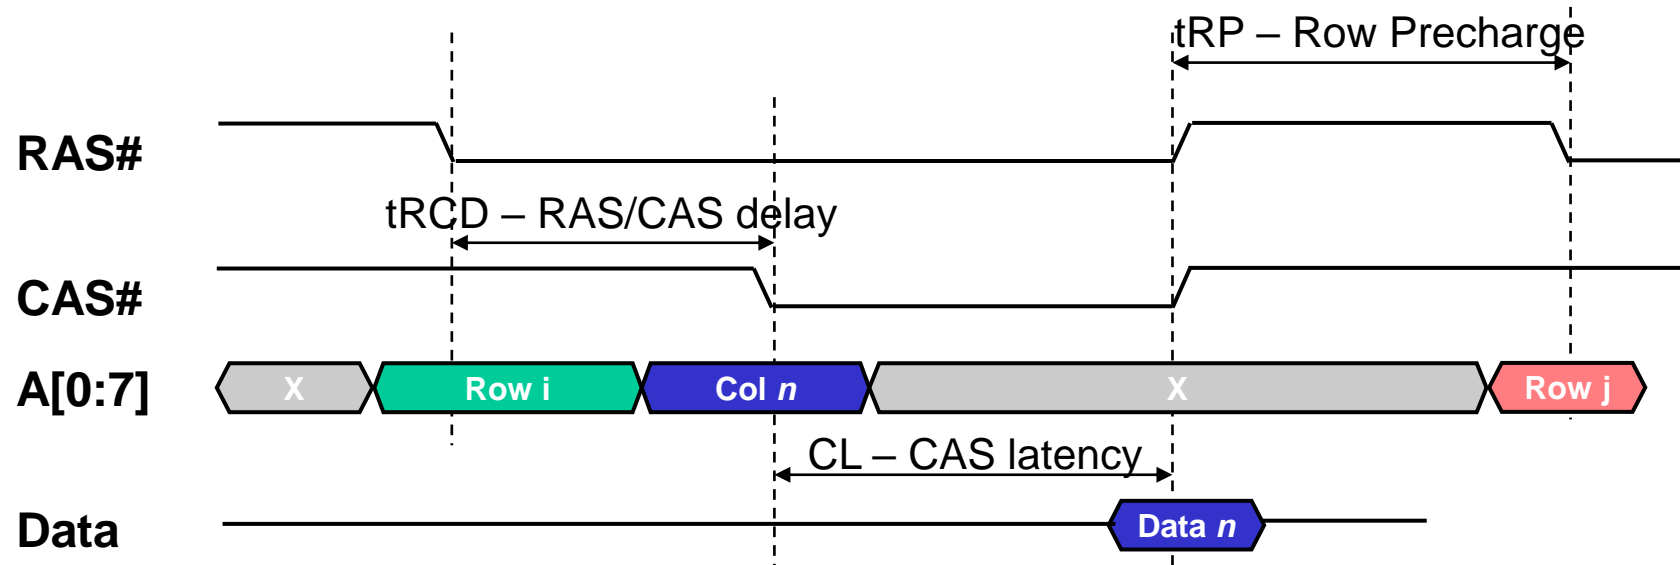 tRP – Row Precharge
RAS#
tRCD – RAS/CAS delay
CAS#
A[0:7] X Row i Col n X Row j
CL – CAS latency
Data Data n